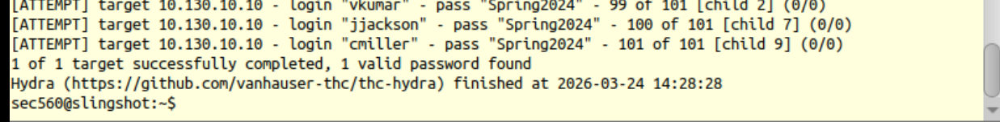 [ATTEMPT] target 10.130.10.10 - login "vkumar" - pass "Spring2024" - 99 of 101 [child 2] (0/0)
[ATTEMPT] target 10.130.10.10 - login "jjackson" - pass "Spring2024" - 100 of 101 [child 7] (0/0)
[ATTEMPT] target 10.130.10.10 - login "cmiller" - pass "Spring2024" - 101 of 101 [child 9] (0/0)
1 of 1 target successfully completed, 1 valid password found
Hydra (https://github.com/vanhauser-thc/thc-hydra) finished at 2026-03-24 14:28:28
sec560@slingshot:~$